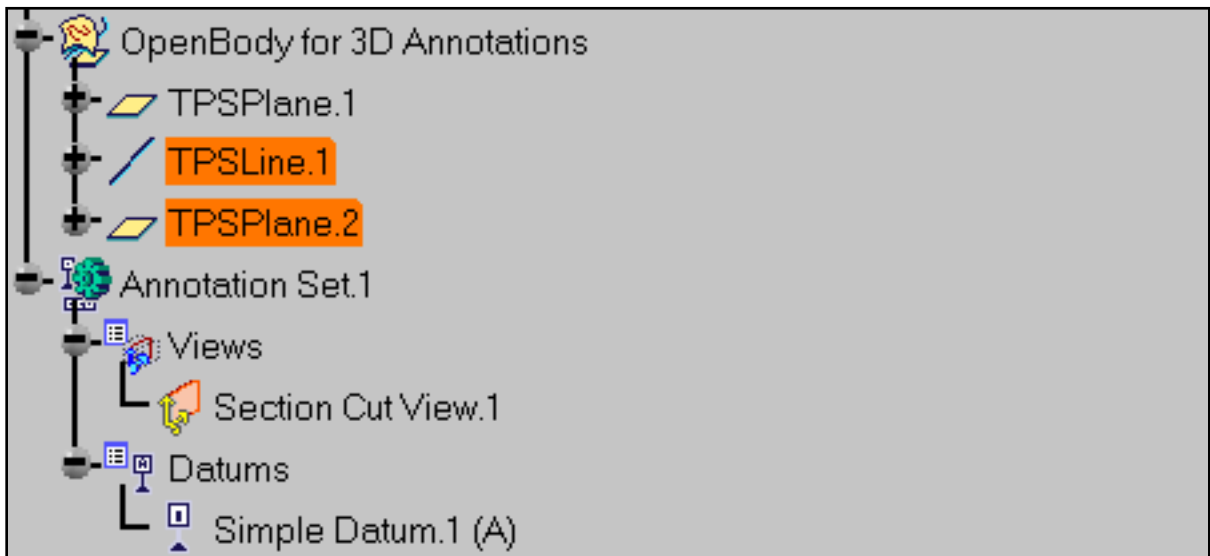 OpenBody for 3D Annotations
TPSPlane.1
TPSLine.1
TPSPlane.2
Annotation Set.1
Views
Section Cut View.1
Datums
Simple Datum.1 (A)